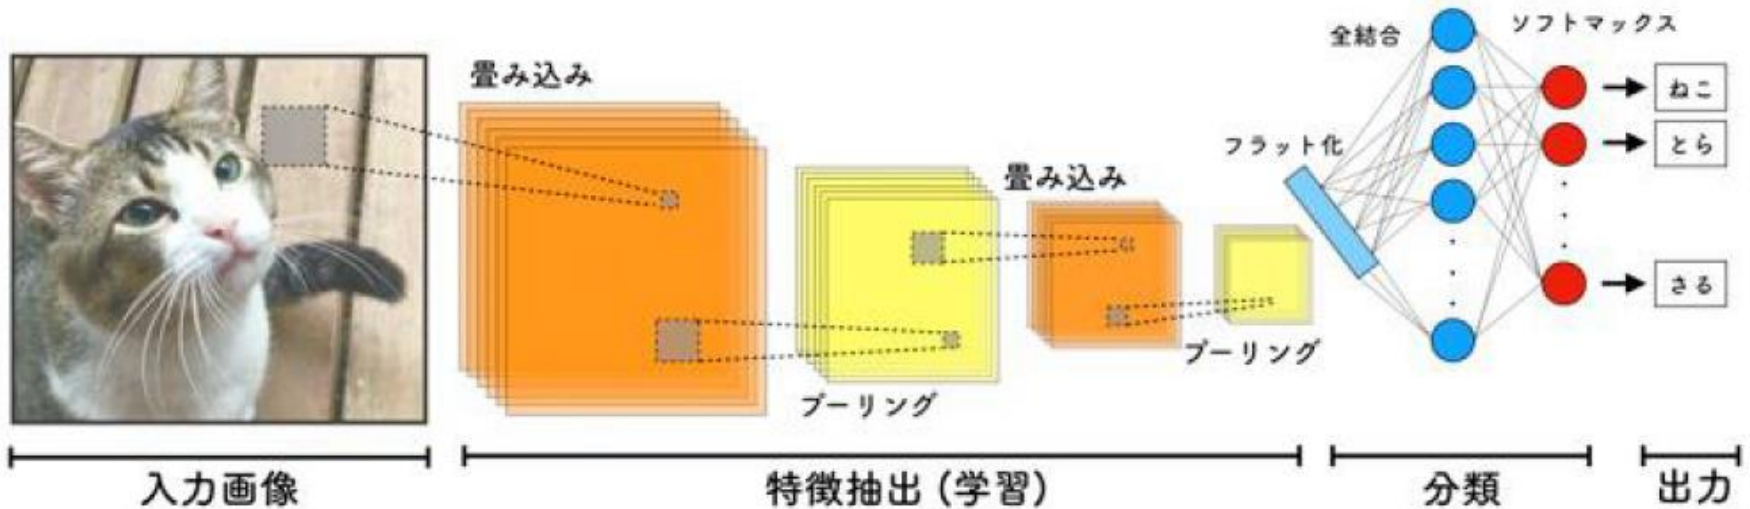 畳み込み
プーリング
畳み込み
プーリング
フラット化
全結合
ソフトマックス
ねこ
とら
さる
入力画像
特徴抽出(学習)
分類
出力